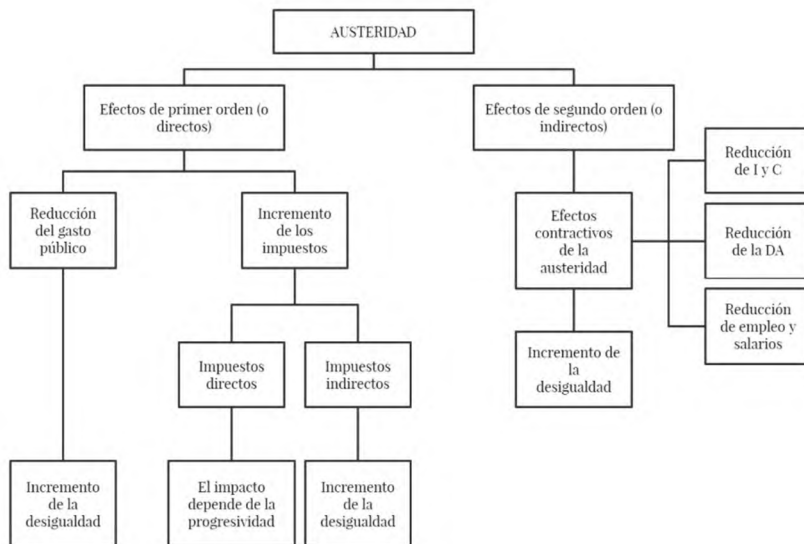 AUSTERIDAD
Efectos de primer orden (o
directos)
Efectos de segundo orden (o
indirectos)
Reducción
de I y C
Reducción
del gasto
público
Incremento
de los
impuestos
Efectos
contractivos
de la
austeridad
Reducción
de la DA
Reducción
de empleo y
salarios
Impuestos
directos
Impuestos
indirectos
Incremento de
la
desigualdad
Incremento
de la
desigualdad
El impacto
depende de la
progresividad
Incremento
de la
desigualdad